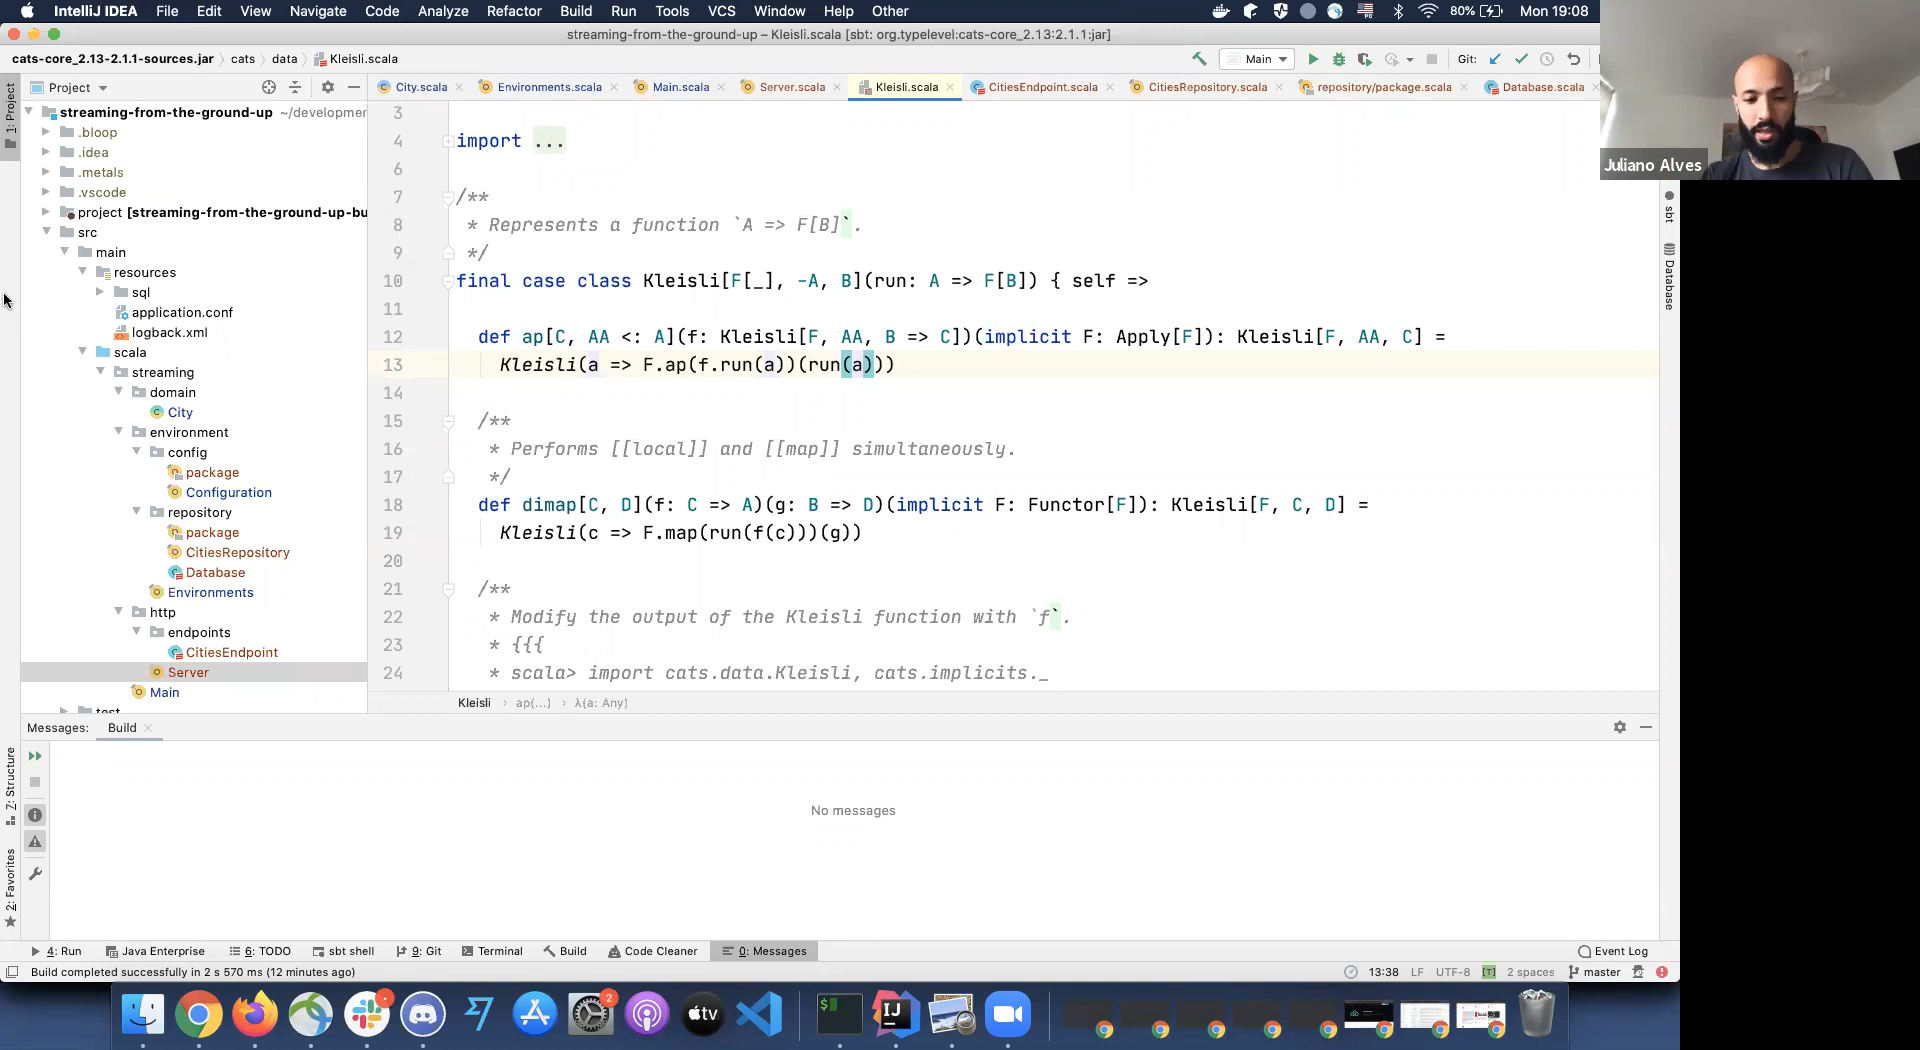 IntelliJ IDEA File Edit View Navigate Code Analyze Refactor Build Run Tools VCS Window Help Other 80% Mon 19:08
streaming-from-the-ground-up – Kleisli.scala [sbt: org.typelevel:cats-core_2.13:2.1.1:jar]
cats-core_2.13-2.1.1-sources.jar cats data Kleisli.scala Main Git:
Project City.scala Environments.scala Main.scala Server.scala Kleisli.scala CitiesEndpoint.scala CitiesRepository.scala repository/package.scala Database.scala
1: Project
streaming-from-the-ground-up ~/developmer
.bloop
.idea
.metals
.vscode
project [streaming-from-the-ground-up-bu
src
main
resources
sql
application.conf
logback.xml
scala
streaming
domain
City
environment
config
package
Configuration
repository
package
CitiesRepository
Database
Environments
http
endpoints
CitiesEndpoint
Server
Main
test
3
4 import ...
6
7 /**
8 * Represents a function `A => F[B]`.
9 */
10 final case class Kleisli[F[_], -A, B](run: A => F[B]) { self =>
11
12 def ap[C, AA <: A](f: Kleisli[F, AA, B => C])(implicit F: Apply[F]): Kleisli[F, AA, C] =
13 Kleisli(a => F.ap(f.run(a))(run(a)))
14
15 /**
16 * Performs [[local]] and [[map]] simultaneously.
17 */
18 def dimap[C, D](f: C => A)(g: B => D)(implicit F: Functor[F]): Kleisli[F, C, D] =
19 Kleisli(c => F.map(run(f(c)))(g))
20
21 /**
22 * Modify the output of the Kleisli function with `f`.
23 * {{{
24 * scala> import cats.data.Kleisli, cats.implicits._
Kleisli ap(...) λ(a: Any)
Juliano Alves
sbt
Database
Messages: Build
No messages
7: Structure
2: Favorites
4: Run Java Enterprise 6: TODO sbt shell 9: Git Terminal Build Code Cleaner 0: Messages Event Log
Build completed successfully in 2 s 570 ms (12 minutes ago) 13:38 LF UTF-8 [T] 2 spaces master
2
tv
$
IJ